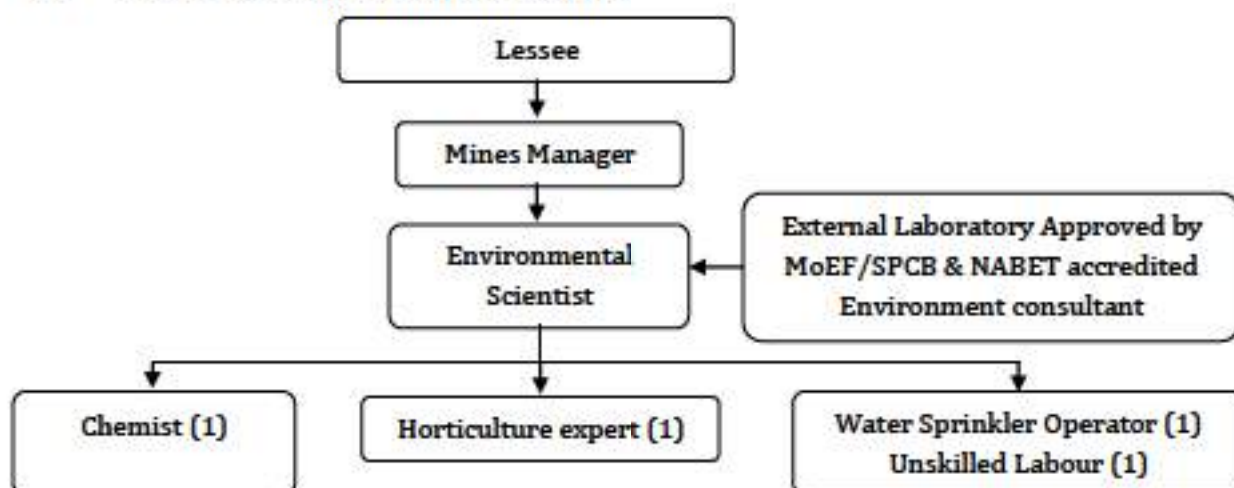 Lessee
Mines Manager
Environmental
Scientist
External Laboratory Approved by
MoEF/SPCB & NABET accredited
Environment consultant
Chemist (1)
Horticulture expert (1)
Water Sprinkler Operator (1)
Unskilled Labour (1)